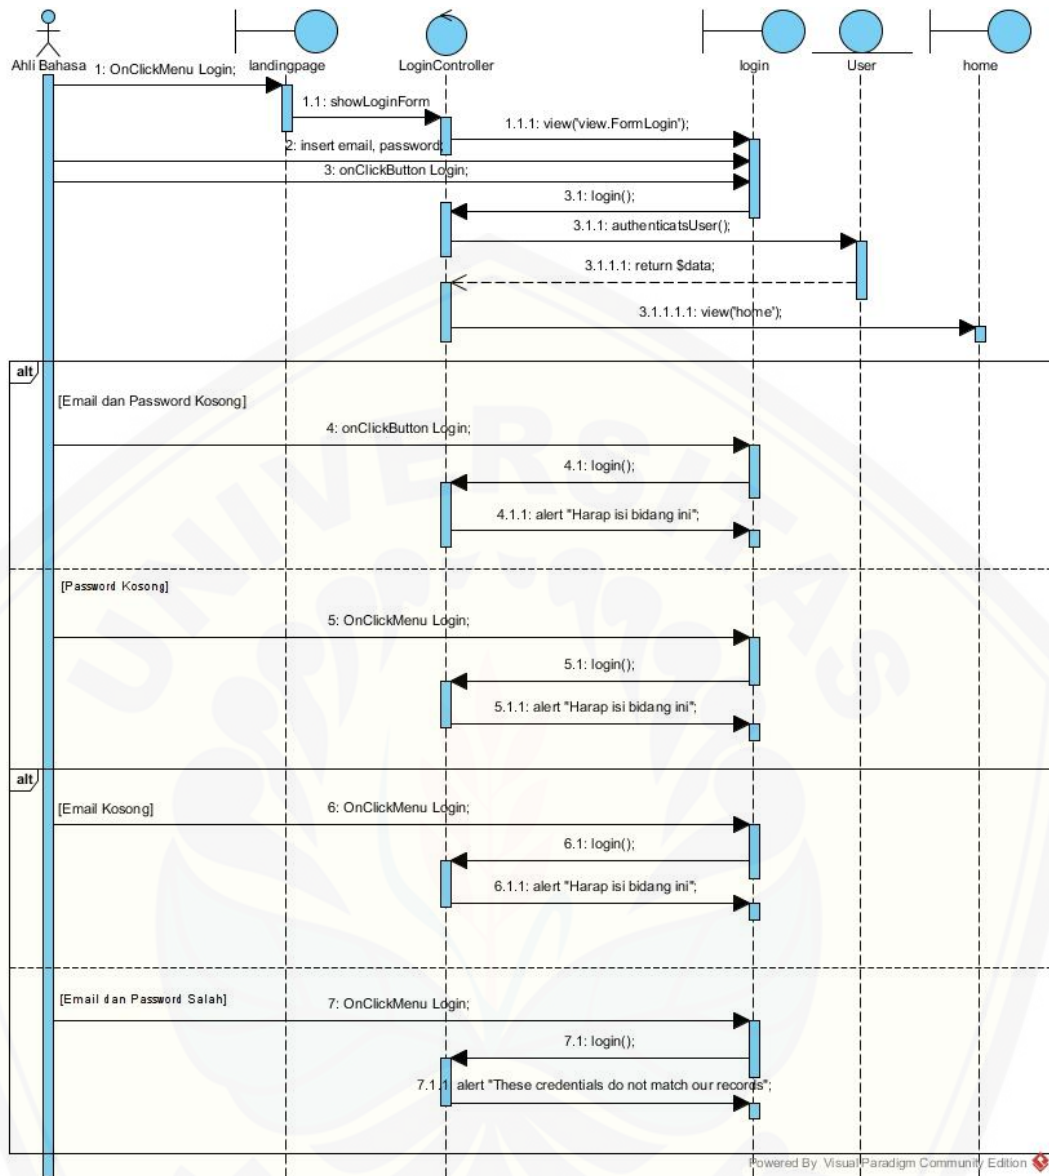 Ahli Bahasa
landingpage
LoginController
login
User
home
1: OnClickMenu Login;
1.1: showLoginForm
1.1.1: view('view.FormLogin');
2: insert email, password;
3: onClickButton Login;
3.1: login();
3.1.1: authenticatsUser();
3.1.1.1: return $data;
3.1.1.1.1: view('home');
alt
[Email dan Password Kosong]
4: onClickButton Login;
4.1: login();
4.1.1: alert "Harap isi bidang ini";
[Password Kosong]
5: OnClickMenu Login;
5.1: login();
5.1.1: alert "Harap isi bidang ini";
alt
[Email Kosong]
6: OnClickMenu Login;
6.1: login();
6.1.1: alert "Harap isi bidang ini";
[Email dan Password Salah]
7: OnClickMenu Login;
7.1: login();
7.1.1: alert "These credentials do not match our records";
UNIVERSITAS
Powered By Visual Paradigm Community Edition